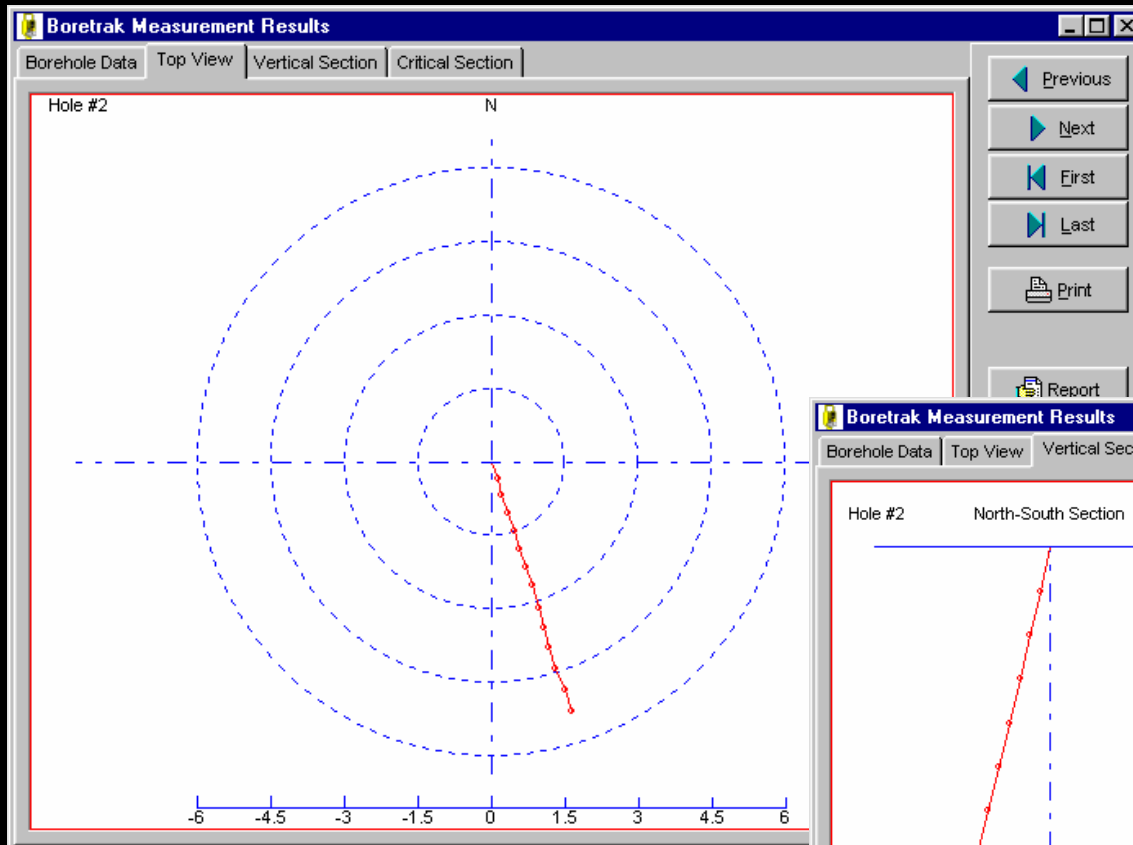 Boretrak Measurement Results
Borehole Data Top View Vertical Section Critical Section
Hole #2
N
-6 -4.5 -3 -1.5 0 1.5 3 4.5 6
Previous
Next
First
Last
Print
Report
Boretrak Measurement Results
Borehole Data Top View Vertical Sec
Hole #2 North-South Section